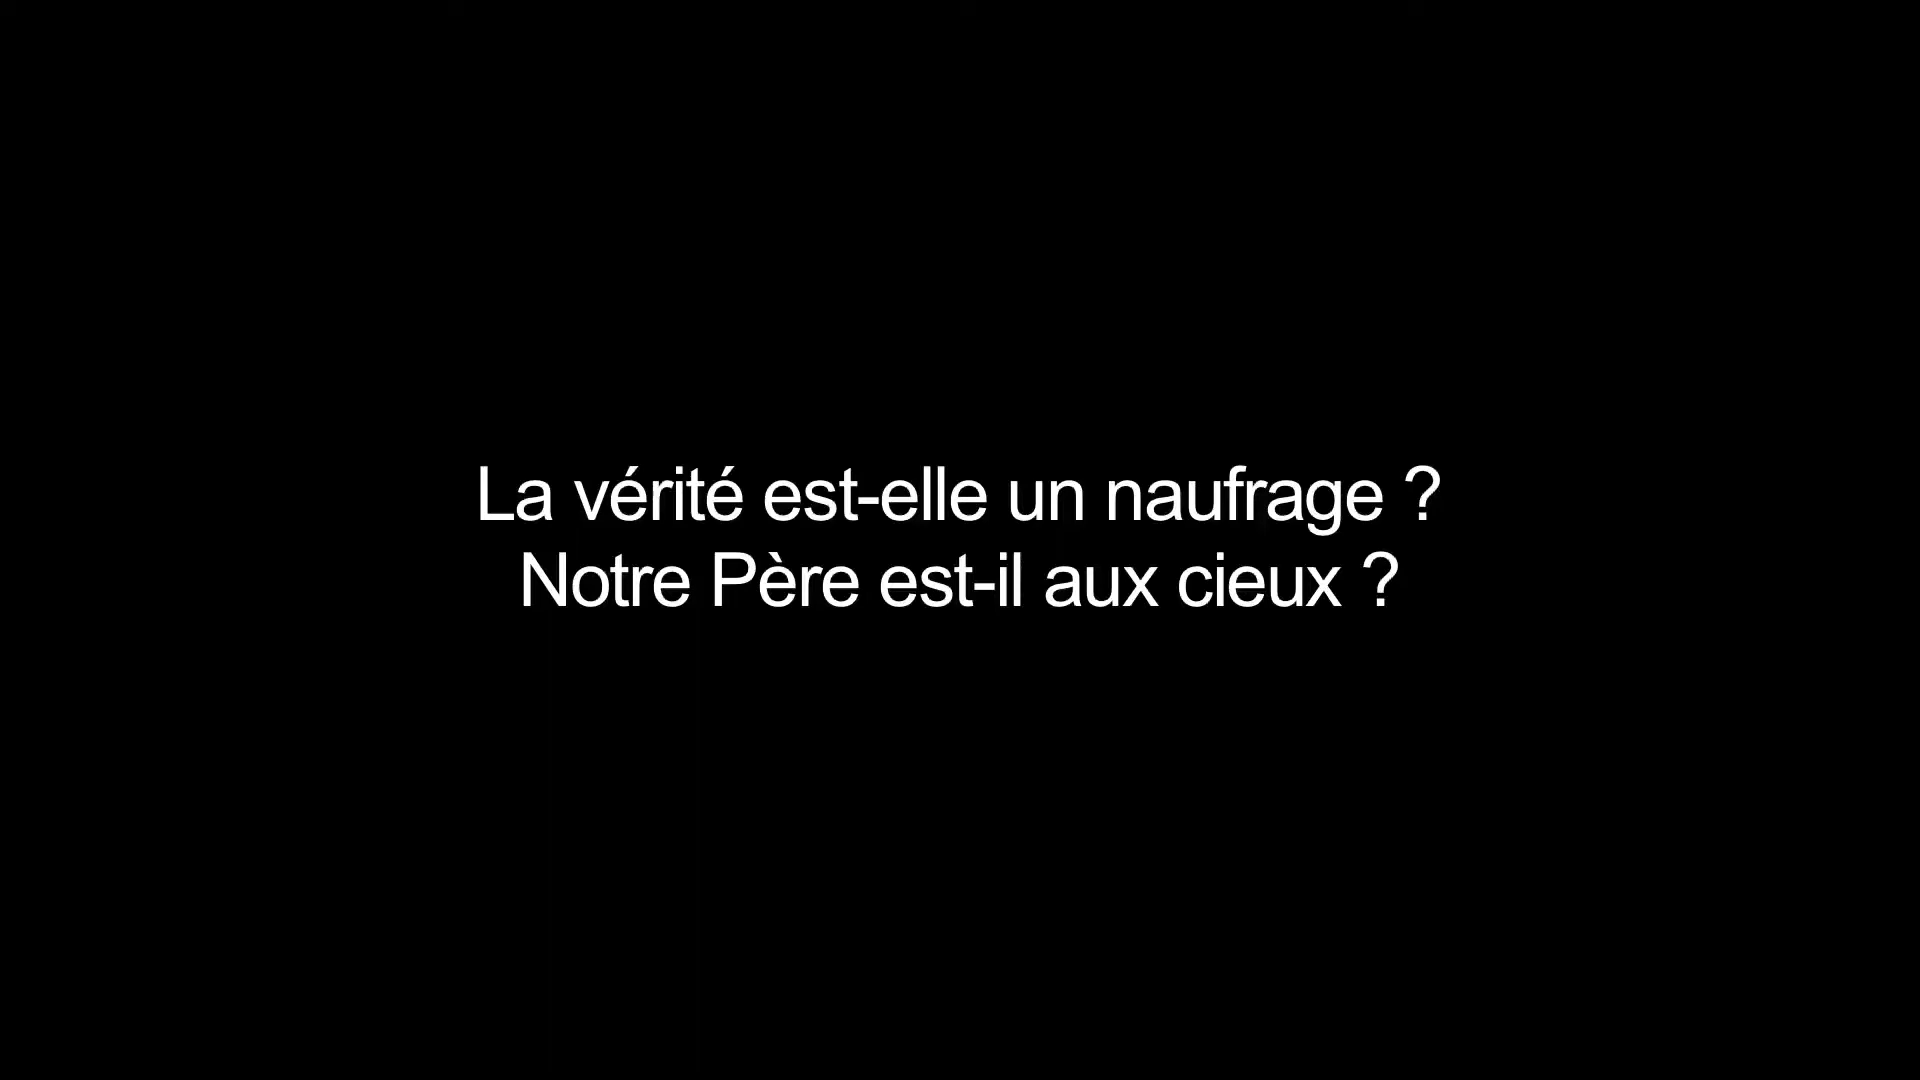 La vérité est-elle un naufrage ?
Notre Père est-il aux cieux ?